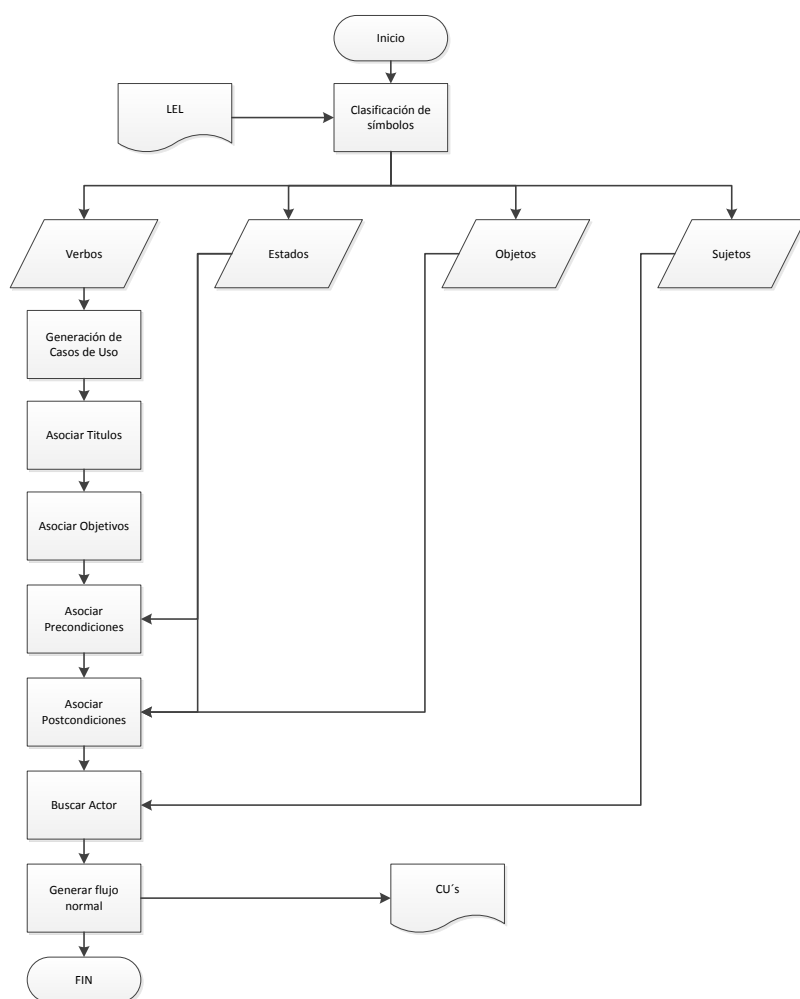 Inicio
LEL
Clasificación de
símbolos
Verbos
Estados
Objetos
Sujetos
Generación de
Casos de Uso
Asociar Titulos
Asociar Objetivos
Asociar
Precondiciones
Asociar
Postcondiciones
Buscar Actor
Generar flujo
normal
CU´s
FIN